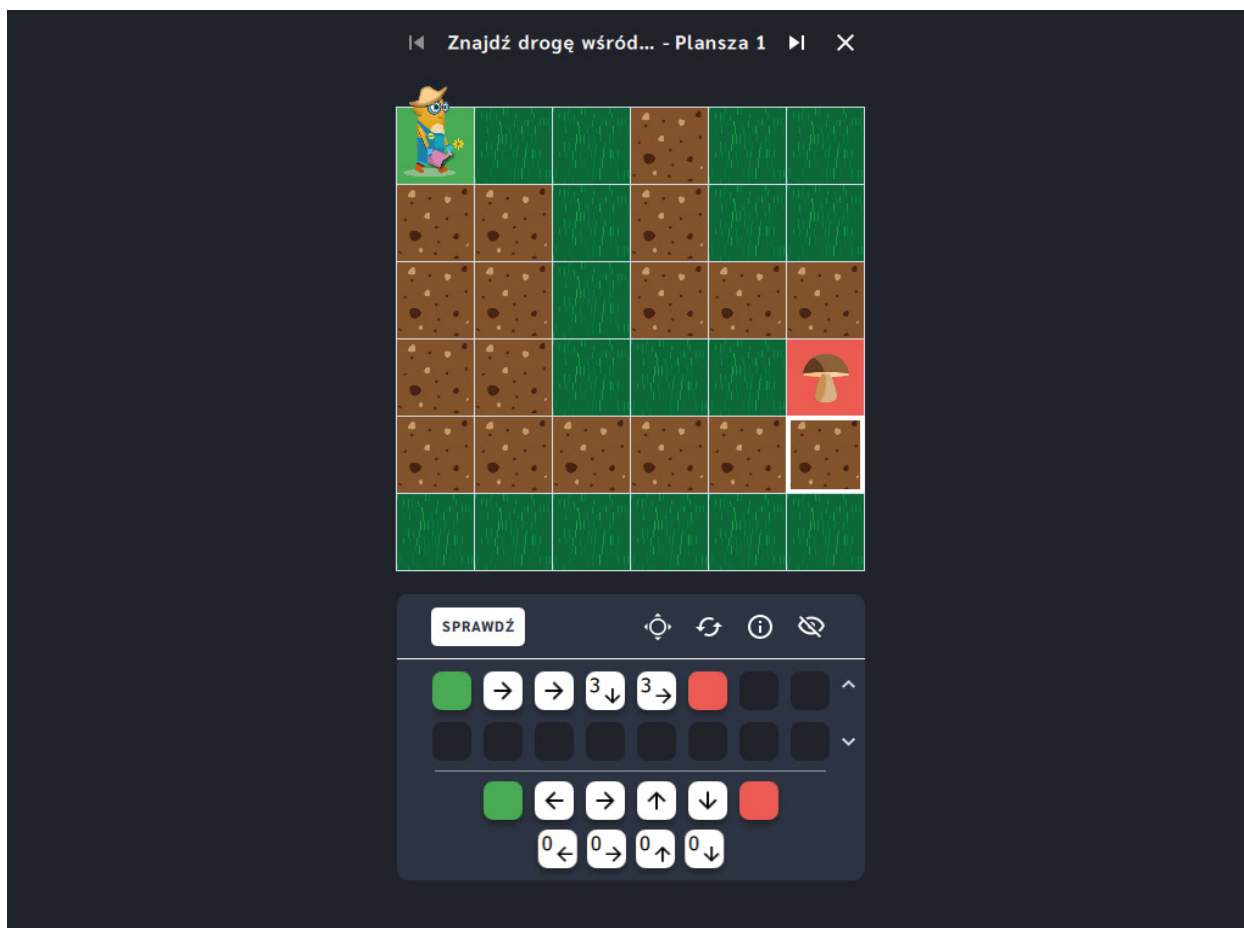 Znajdź drogę wśród... - Plansza 1
SPRAWDŹ
→ → 3↓ 3→
← → ↑ ↓
0← 0→ 0↑ 0↓